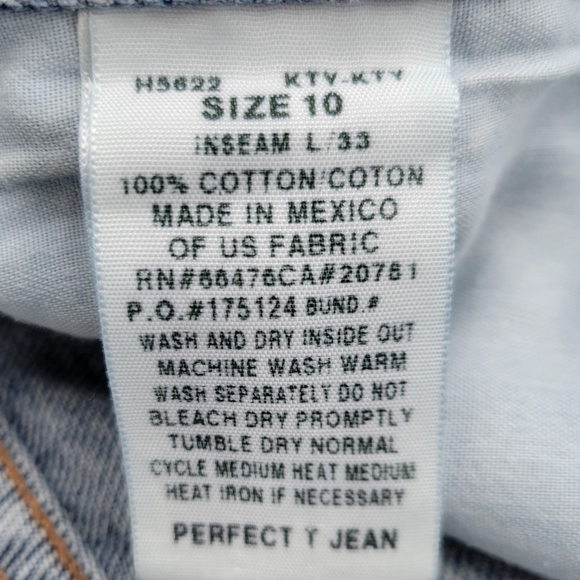 H5622 KTY-KTY
SIZE 10
INSEAM L/33
100% COTTON/COTON
MADE IN MEXICO
OF US FABRIC
RN#66476CA#20761
P.O.#175124 BUND.#
WASH AND DRY INSIDE OUT
MACHINE WASH WARM
WASH SEPARATELY DO NOT
BLEACH DRY PROMPTLY
TUMBLE DRY NORMAL
CYCLE MEDIUM HEAT MEDIUM
HEAT IRON IF NECESSARY
PERFECT T JEAN